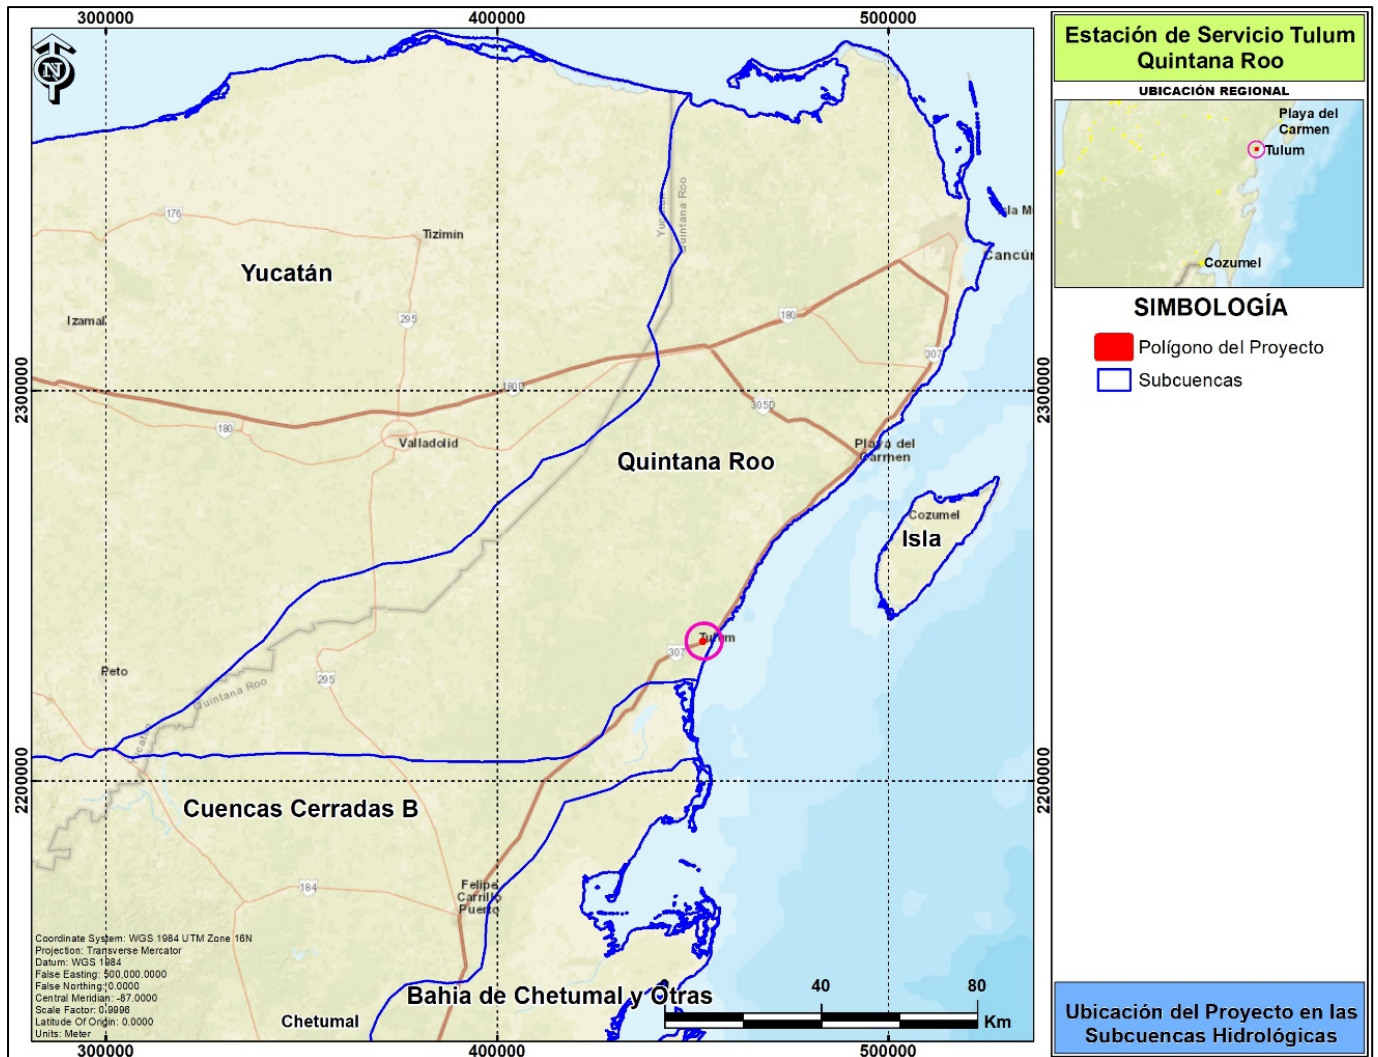 300000
400000
500000
N
Estación de Servicio Tulum
Quintana Roo
UBICACIÓN REGIONAL
Playa del
Carmen
Tulum
Cozumel
SIMBOLOGÍA
Polígono del Proyecto
Subcuencas
176
Tizimin
Quintana Roo
Isla M
Cancún
Yucatán
Izamal
295
180
307
2300000
2300000
180D
305D
180
Valladolid
Playa del
Carmen
Quintana Roo
Cozumel
Isla
Tulum
307
Peto
295
Quintana Roo
2200000
2200000
Cuencas Cerradas B
184
Felipe
Carrillo
Puerto
Coordinate System: WGS 1984 UTM Zone 16N
Projection: Transverse Mercator
Datum: WGS 1984
False Easting: 500,000.0000
False Northing: 0.0000
Central Meridian: -87.0000
Scale Factor: 0.9996
Latitude Of Origin: 0.0000
Units: Meter
Chetumal
Bahia de Chetumal y Otras
0
40
80
Km
Ubicación del Proyecto en las
Subcuencas Hidrológicas
300000
400000
500000